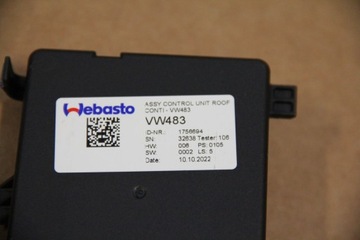 Webasto
ASSY CONTROL UNIT ROOF
CONTI - VW483
VW483
ID-NR.: 1756694
SN: 32638 Tester: 106
HW: 006 PS: 0105
SW: 0002 LS: 5
Date: 10.10.2022